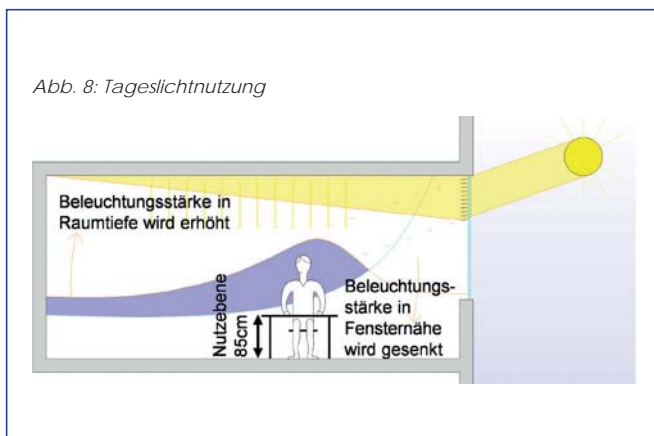 Abb. 8: Tageslichtnutzung
Beleuchtungsstärke in
Raumtiefe wird erhöht
Nutzebene
85cm
Beleuchtungs-
stärke in
Fensternähe
wird gesenkt